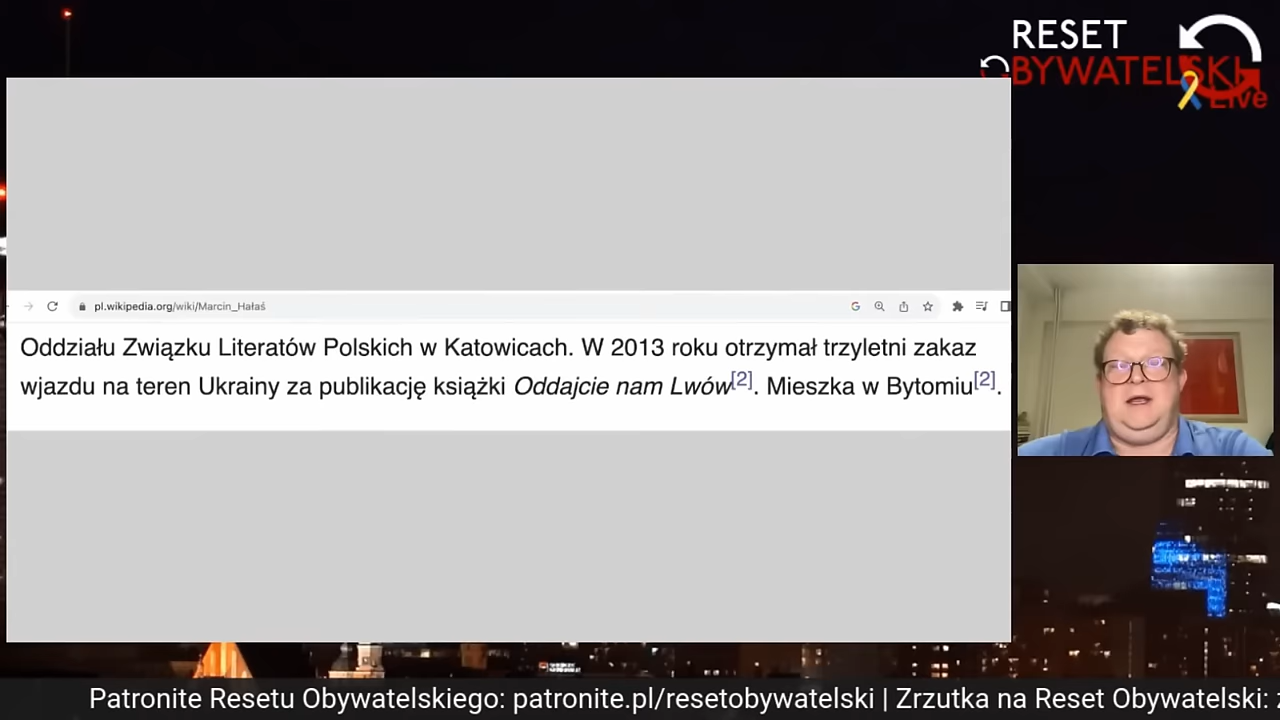 RESET
OBYWATELSKI
Live
pl.wikipedia.org/wiki/Marcin_Hałaś
Oddziału Związku Literatów Polskich w Katowicach. W 2013 roku otrzymał trzyletni zakaz
wjazdu na teren Ukrainy za publikację książki Oddajcie nam Lwów[2]. Mieszka w Bytomiu[2].
Patronite Resetu Obywatelskiego: patronite.pl/resetobywatelski | Zrzutka na Reset Obywatelski: